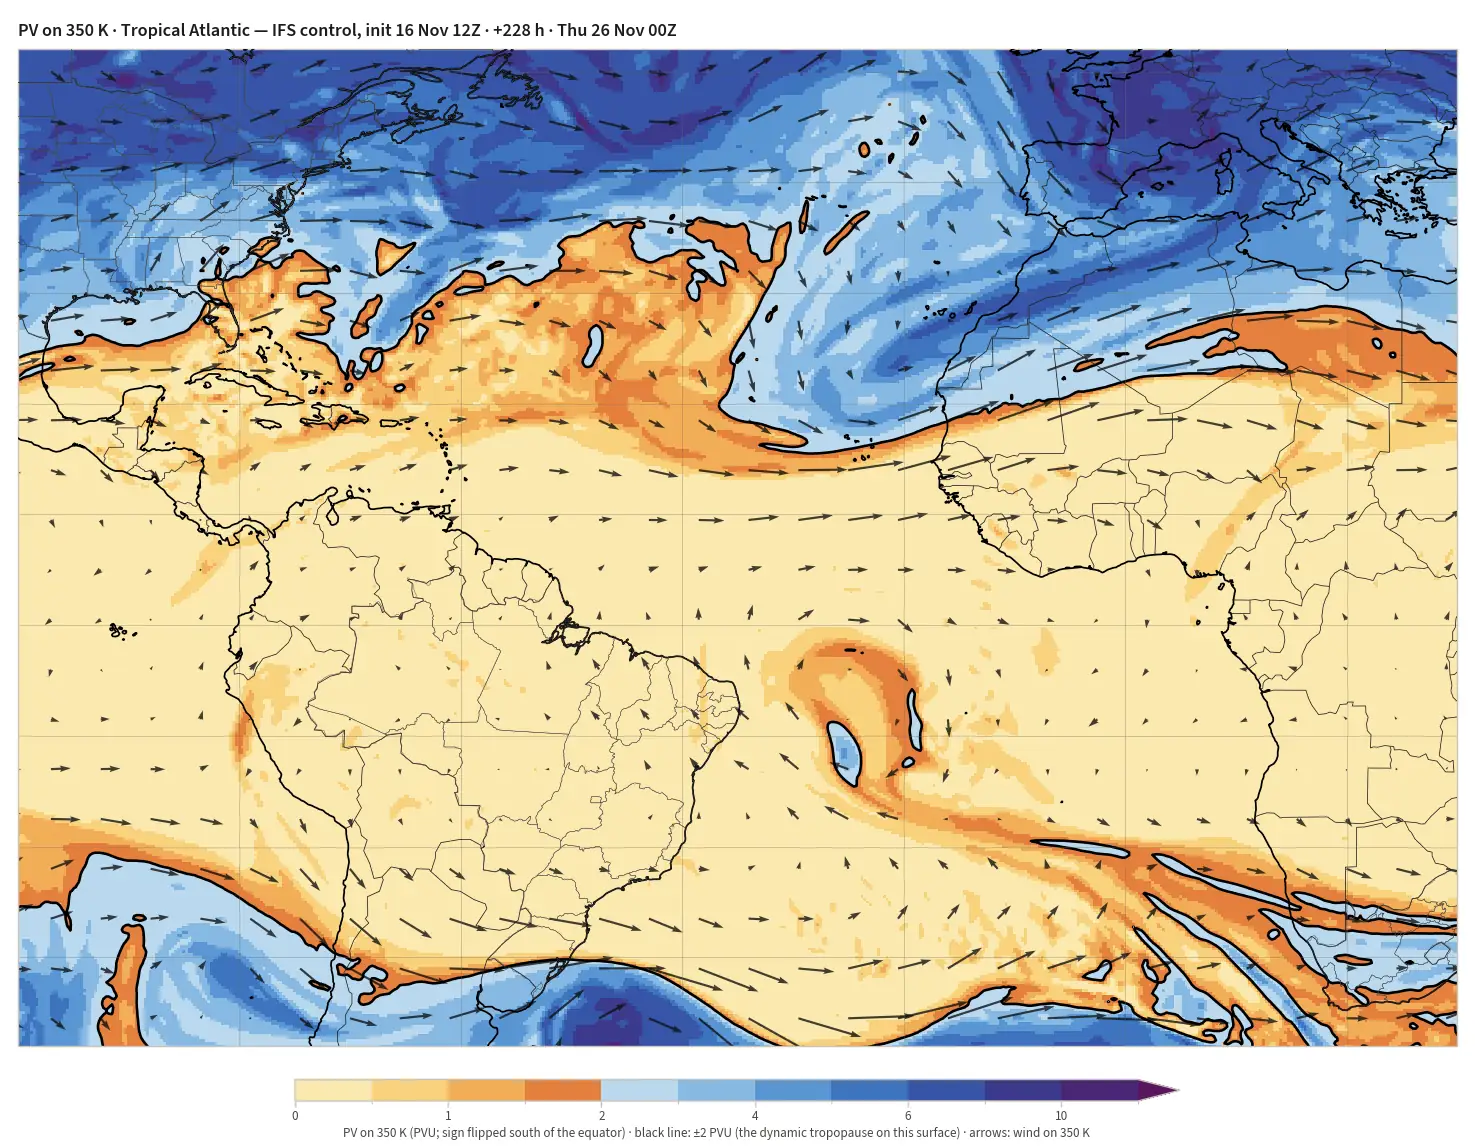 PV on 350 K · Tropical Atlantic — IFS control, init 16 Nov 12Z · +228 h · Thu 26 Nov 00Z
0 1 2 4 6 10
PV on 350 K (PVU; sign flipped south of the equator) · black line: ±2 PVU (the dynamic tropopause on this surface) · arrows: wind on 350 K